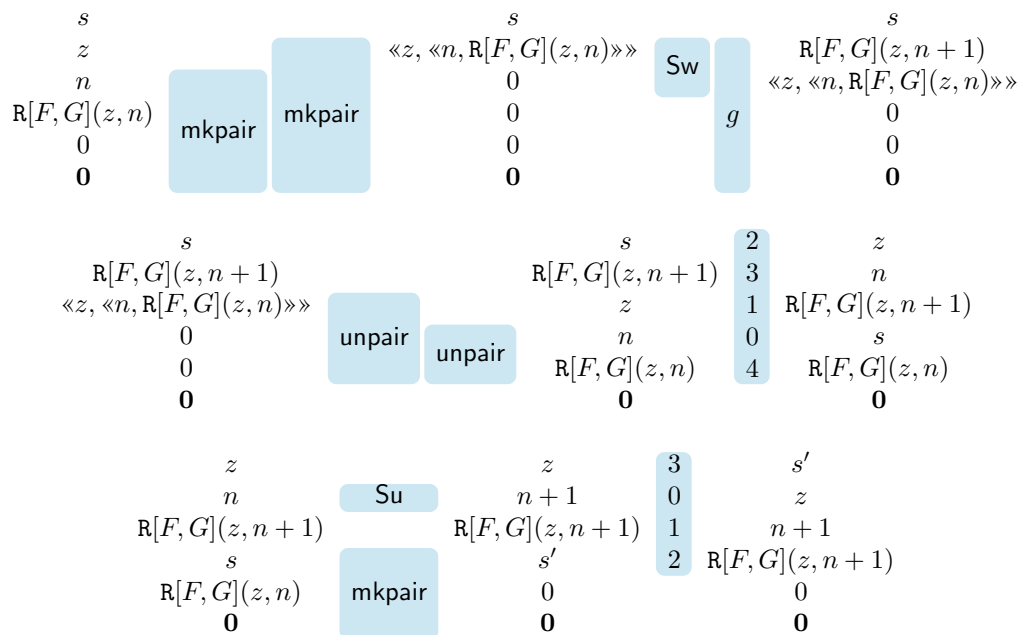 s s s
z «z, «n, R[F, G](z, n)»» Sw R[F, G](z, n + 1)
n 0 «z, «n, R[F, G](z, n)»»
R[F, G](z, n) mkpair mkpair 0 g 0
0 0 0
0 0 0
s s 2 z
R[F, G](z, n + 1) R[F, G](z, n + 1) 3 n
«z, «n, R[F, G](z, n)»» z 1 R[F, G](z, n + 1)
0 unpair unpair n 0 s
0 R[F, G](z, n) 4 R[F, G](z, n)
0 0 0
z z 3 s′
n Su n + 1 0 z
R[F, G](z, n + 1) R[F, G](z, n + 1) 1 n + 1
s s′ 2 R[F, G](z, n + 1)
R[F, G](z, n) mkpair 0 0
0 0 0